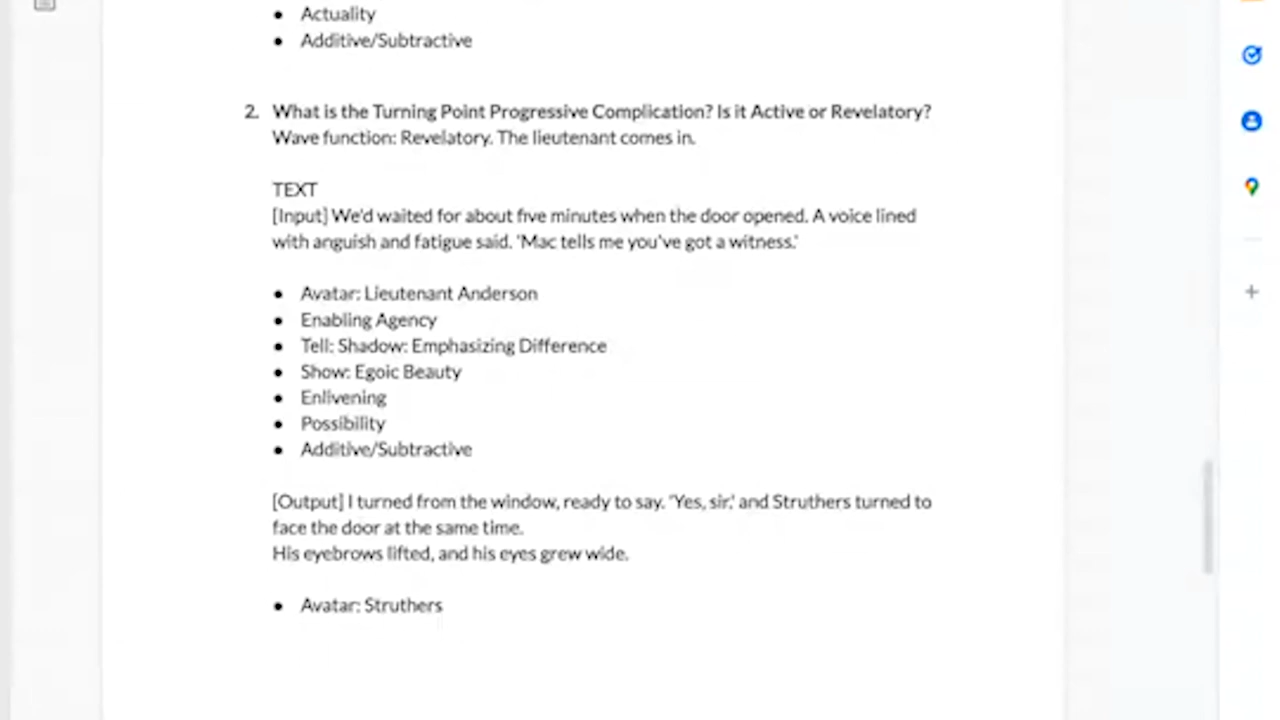 • Actuality
• Additive/Subtractive
2. What is the Turning Point Progressive Complication? Is it Active or Revelatory?
Wave function: Revelatory. The lieutenant comes in.
TEXT
[Input] We'd waited for about five minutes when the door opened. A voice lined
with anguish and fatigue said. 'Mac tells me you've got a witness.'
• Avatar: Lieutenant Anderson
• Enabling Agency
• Tell: Shadow: Emphasizing Difference
• Show: Egoic Beauty
• Enlivening
• Possibility
• Additive/Subtractive
[Output] I turned from the window, ready to say. 'Yes, sir,' and Struthers turned to
face the door at the same time.
His eyebrows lifted, and his eyes grew wide.
• Avatar: Struthers